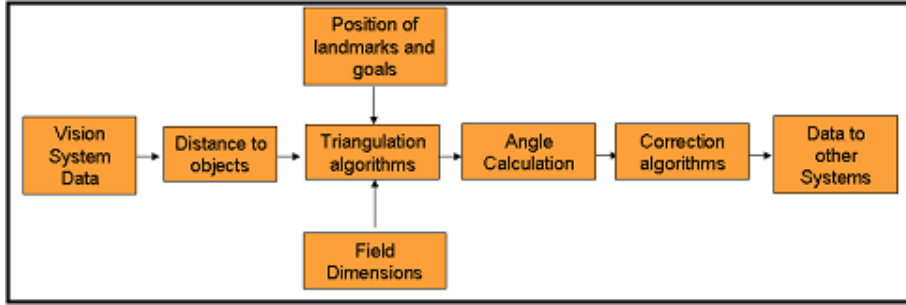 Position of
landmarks and
goals
Vision
System
Data
Distance to
objects
Triangulation
algorithms
Angle
Calculation
Correction
algorithms
Data to
other
Systems
Field
Dimensions